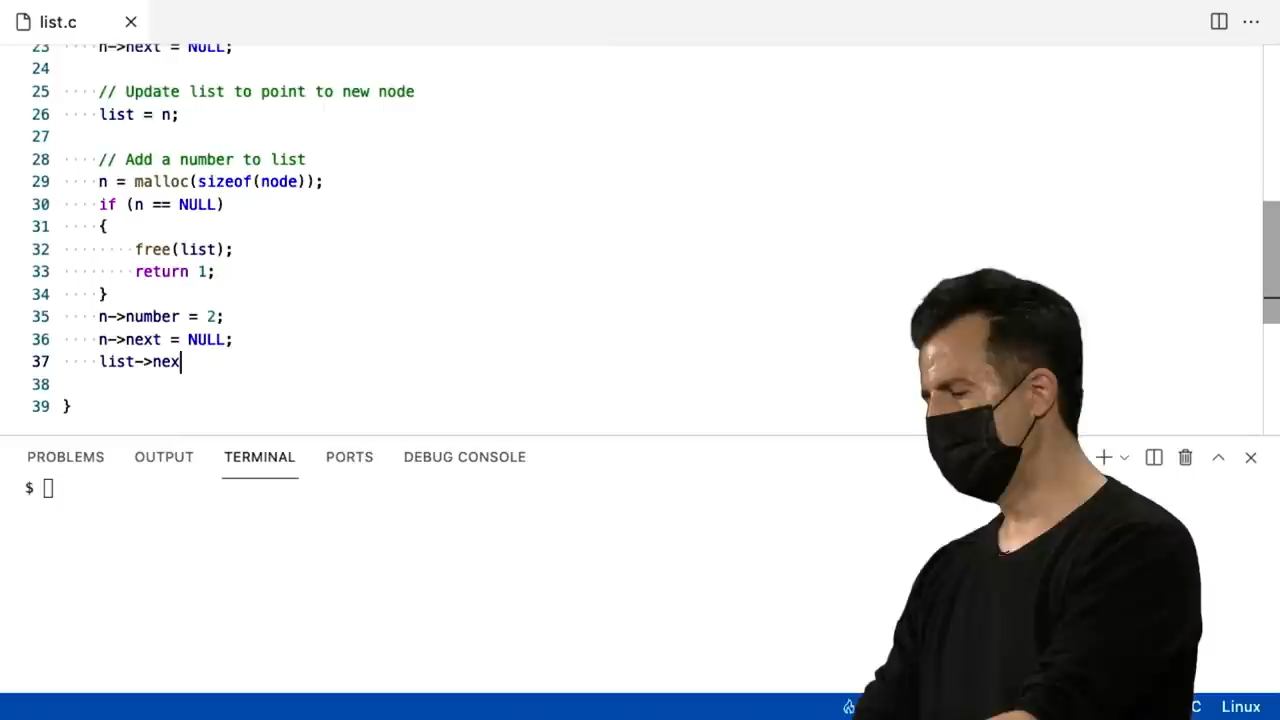 list.c
23 n->next = NULL;
24
25 // Update list to point to new node
26 list = n;
27
28 // Add a number to list
29 n = malloc(sizeof(node));
30 if (n == NULL)
31 {
32 free(list);
33 return 1;
34 }
35 n->number = 2;
36 n->next = NULL;
37 list->nex
38
39 }
PROBLEMS OUTPUT TERMINAL PORTS DEBUG CONSOLE
$
C Linux